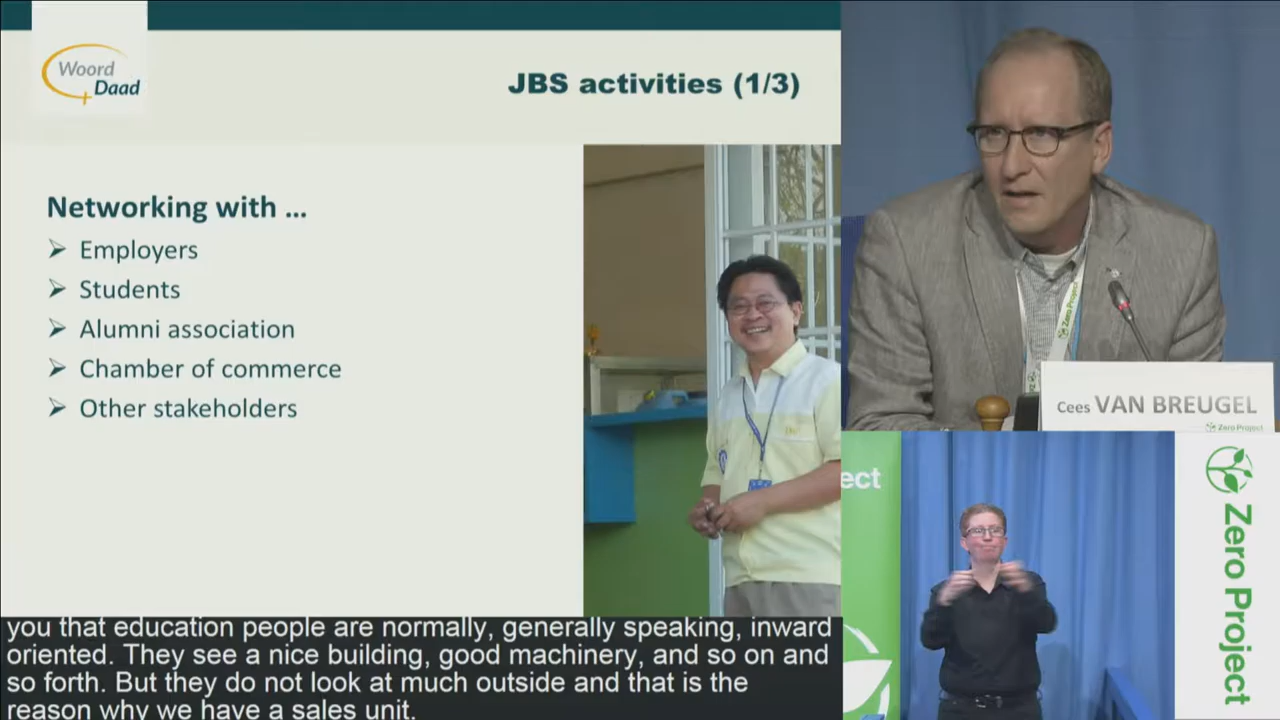 Woord
Daad
JBS activities (1/3)
Networking with ...
Employers
Students
Alumni association
Chamber of commerce
Other stakeholders
you that education people are normally, generally speaking, inward
oriented. They see a nice building, good machinery, and so on and
so forth. But they do not look at much outside and that is the
reason why we have a sales unit.
Zero Project
Cees VAN BREUGEL
Zero Project
ect
Zero Project